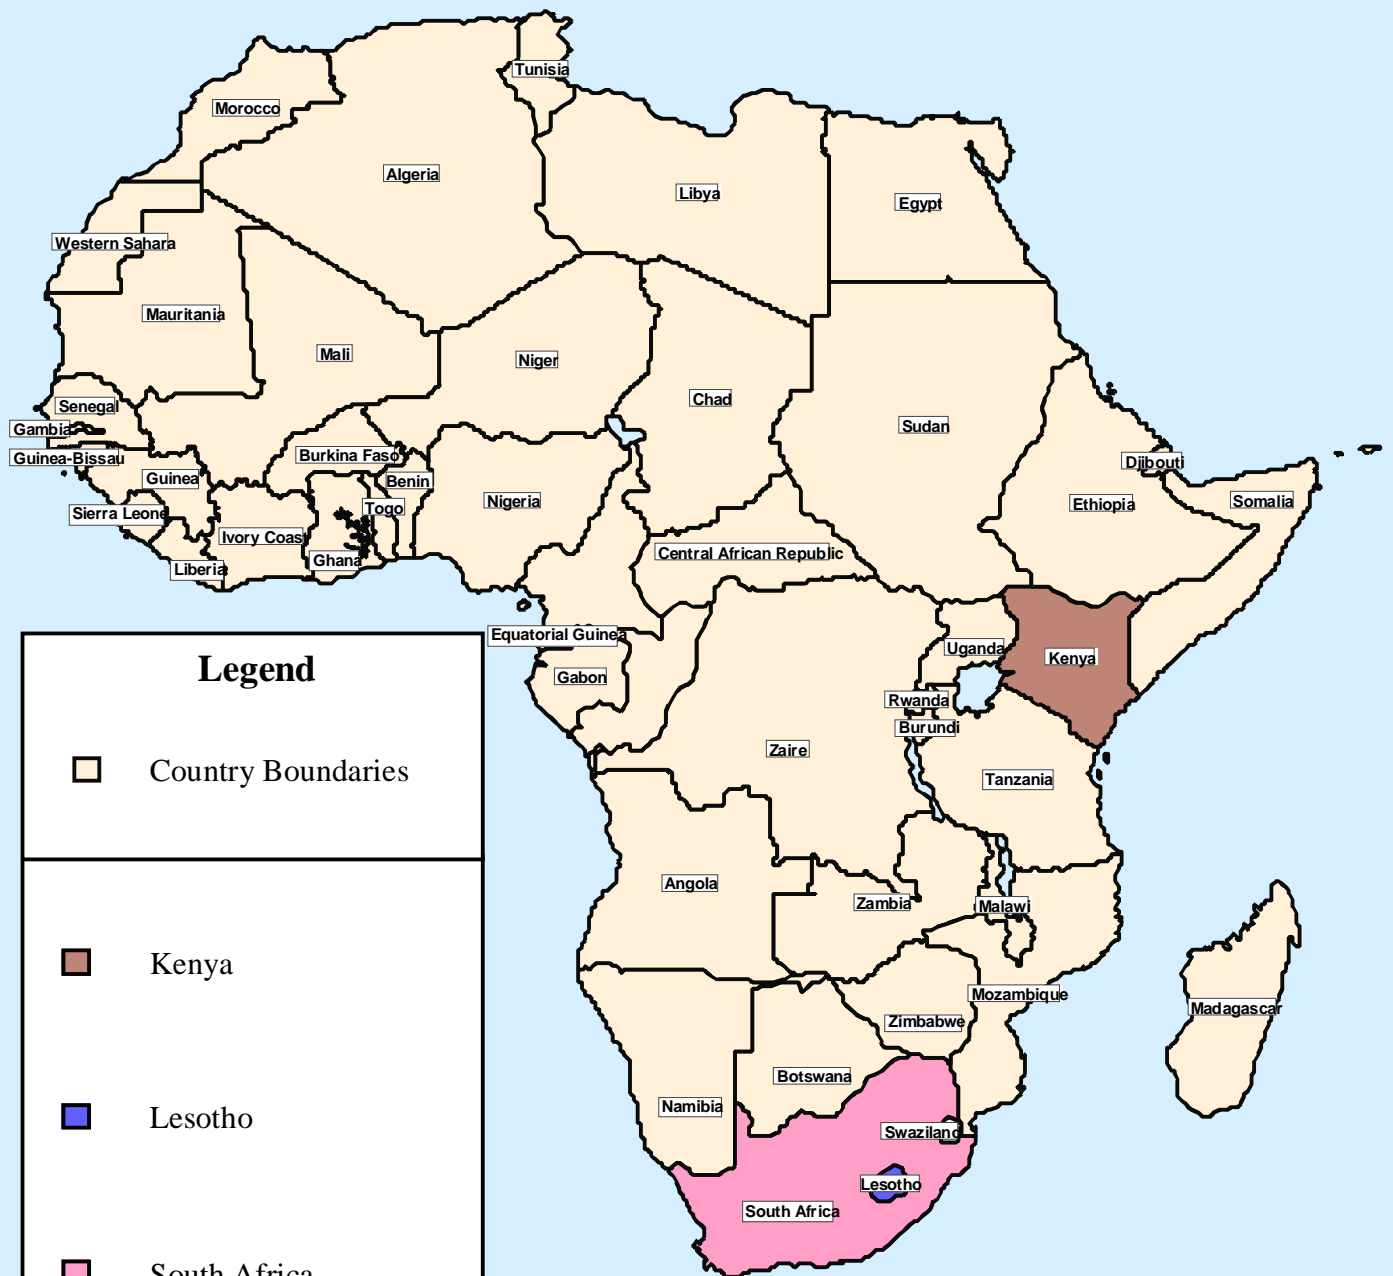 Tunisia
Morocco
Algeria
Libya
Egypt
Western Sahara
Mauritania
Mali
Niger
Chad
Senegal
Gambia
Sudan
Guinea-Bissau
Burkina Faso
Djibouti
Guinea
Benin
Nigeria
Ethiopia
Somalia
Sierra Leone
Togo
Ivory Coast
Ghana
Central African Republic
Liberia
Equatorial Guinea
Uganda
Kenya
Gabon
Rwanda
Burundi
Zaire
Tanzania
Angola
Zambia
Malawi
Mozambique
Madagascar
Zimbabwe
Botswana
Namibia
Swaziland
Lesotho
South Africa
Legend
Country Boundaries
Kenya
Lesotho
South Africa